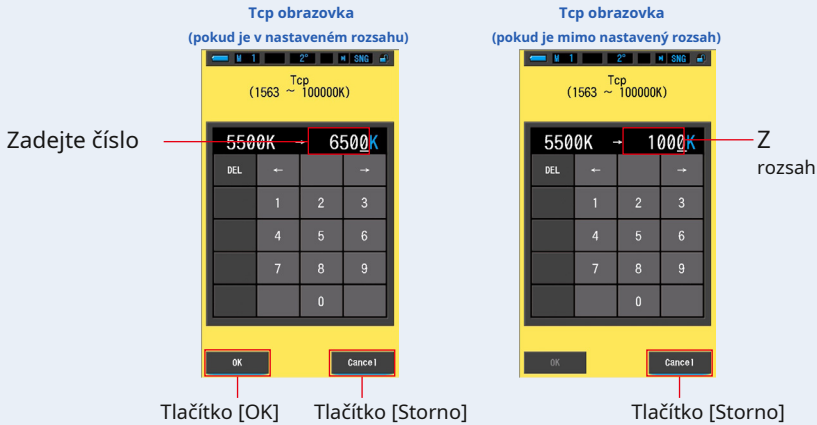 Tcp obrazovka
(pokud je v nastaveném rozsahu)
M 1 2° SNG
Tcp
(1563 ~ 100000K)
Zadejte číslo
5500K → 6500K
DEL ← →
1 2 3
4 5 6
7 8 9
0
OK Cancel
Tlačítko [OK] Tlačítko [Storno]
Tcp obrazovka
(pokud je mimo nastavený rozsah)
M 1 2° SNG
Tcp
(1563 ~ 100000K)
5500K → 1000K
Z
rozsah
DEL ← →
1 2 3
4 5 6
7 8 9
0
OK Cancel
Tlačítko [Storno]